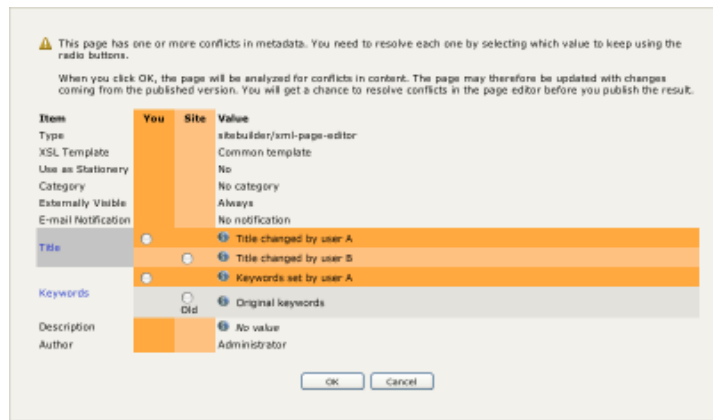 This page has one or more conflicts in metadata. You need to resolve each one by selecting which value to keep using the
radio buttons.
When you click OK, the page will be analyzed for conflicts in content. The page may therefore be updated with changes
coming from the published version. You will get a chance to resolve conflicts in the page editor before you publish the result.
Item You Site Value
Type sitebuilder/xml-page-editor
XSL Template Common template
Use as Stationery No
Category No category
Externally Visible Always
E-mail Notification No notification
Title Title changed by user A
Title changed by user B
Keywords Keywords set by user A
Old Original keywords
Description No value
Author Administrator
OK Cancel